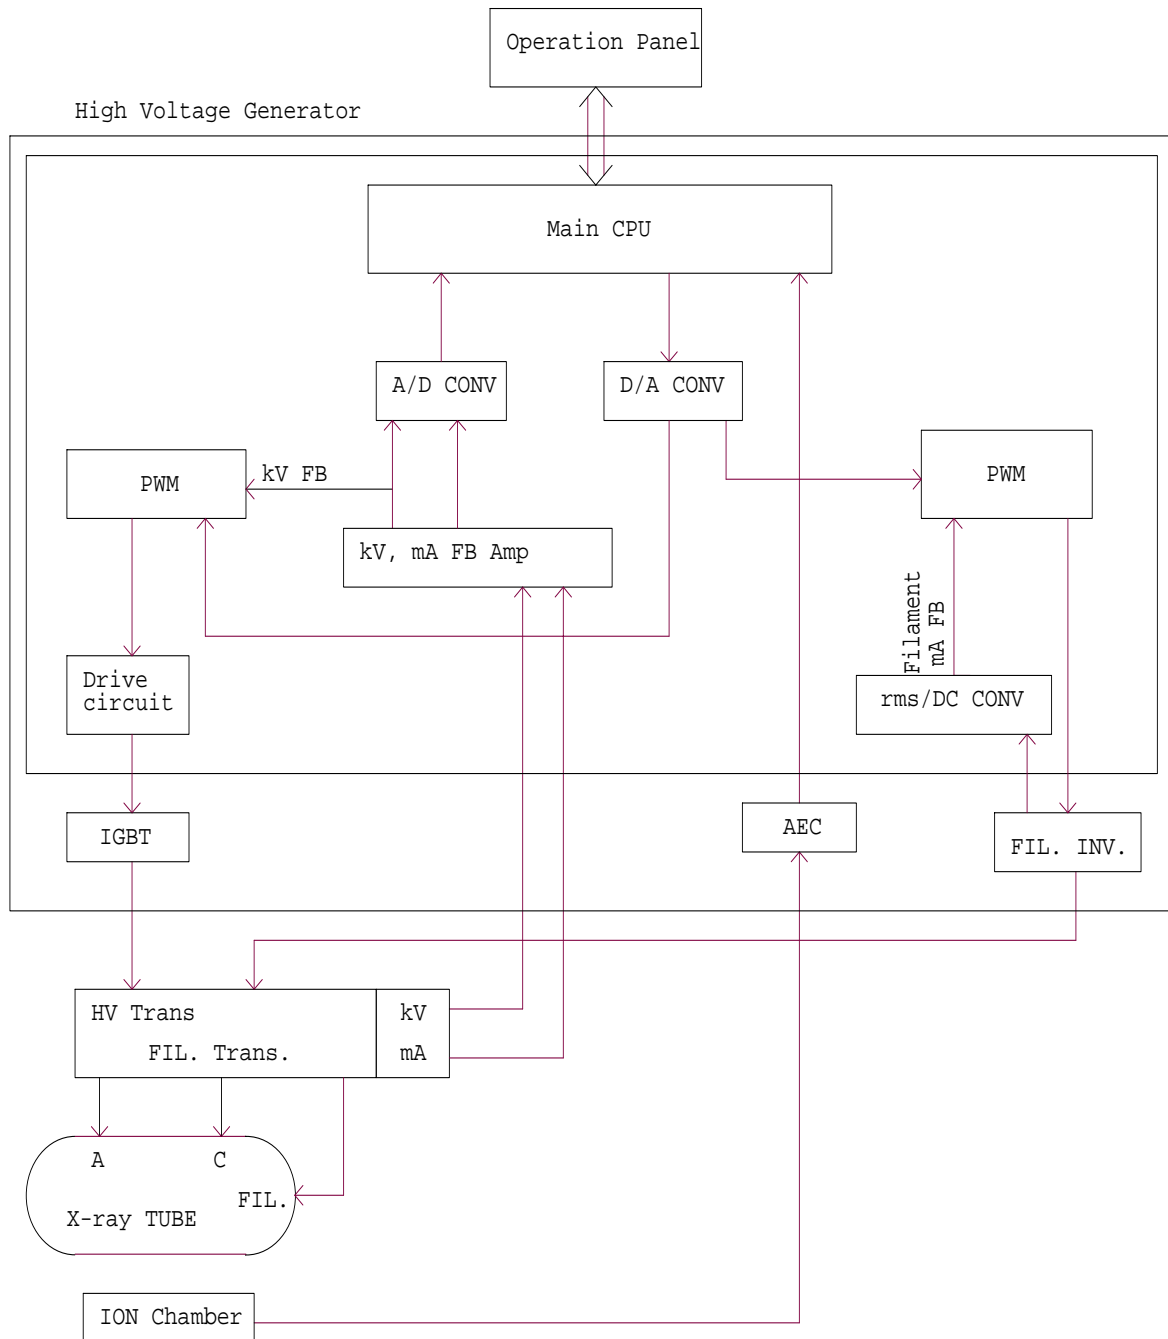 Operation Panel
High Voltage Generator
Main CPU
A/D CONV
D/A CONV
PWM
kV FB
PWM
kV, mA FB Amp
Filament
mA FB
Drive
circuit
rms/DC CONV
IGBT
AEC
FIL. INV.
HV Trans
kV
FIL. Trans.
mA
A
C
FIL.
X-ray TUBE
ION Chamber